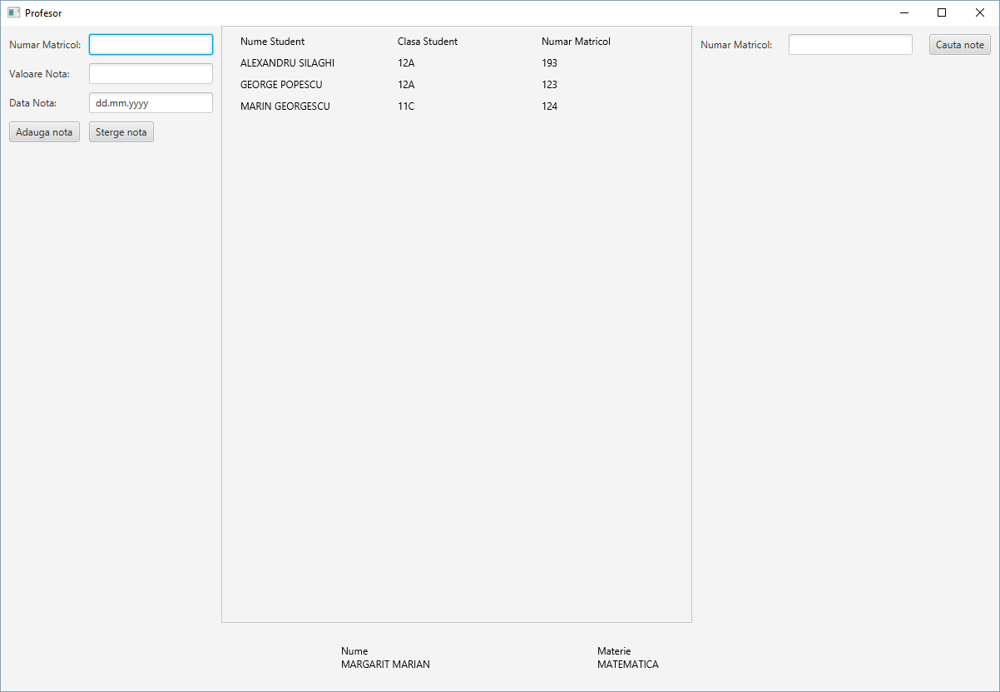 Profesor
Numar Matricol:
Valoare Nota:
Data Nota: dd.mm.yyyy
Adauga nota Sterge nota
Nume Student Clasa Student Numar Matricol
ALEXANDRU SILAGHI 12A 193
GEORGE POPESCU 12A 123
MARIN GEORGESCU 11C 124
Numar Matricol: Cauta note
Nume Materie
MARGARIT MARIAN MATEMATICA